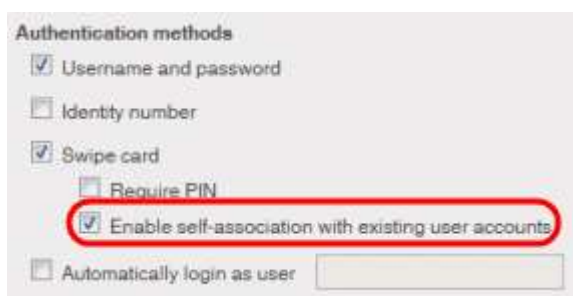 Authentication methods
Username and password
Identity number
Swipe card
Require PIN
Enable self-association with existing user accounts
Automatically login as user